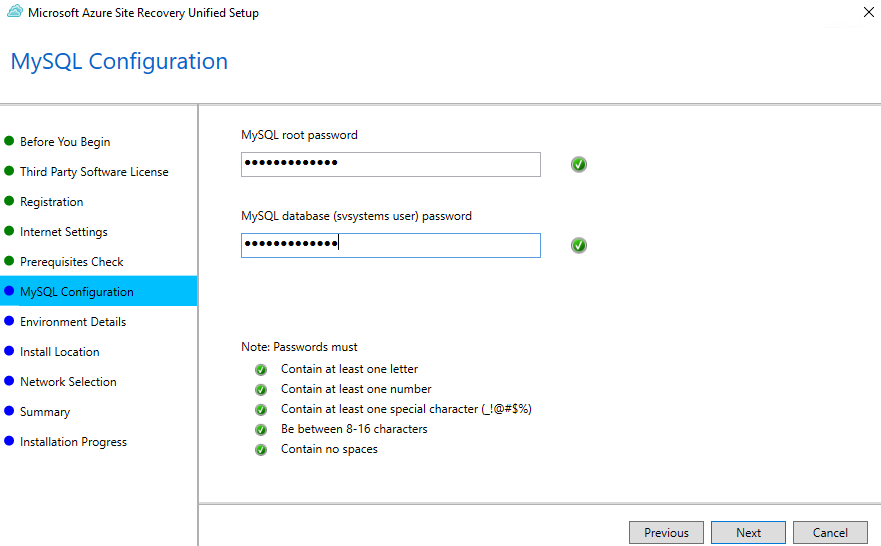 Microsoft Azure Site Recovery Unified Setup
MySQL Configuration
Before You Begin
Third Party Software License
Registration
Internet Settings
Prerequisites Check
MySQL Configuration
Environment Details
Install Location
Network Selection
Summary
Installation Progress
MySQL root password
●●●●●●●●●●●●●
MySQL database (svsystems user) password
●●●●●●●●●●●●●
Note: Passwords must
Contain at least one letter
Contain at least one number
Contain at least one special character (_!@#$%)
Be between 8-16 characters
Contain no spaces
Previous
Next
Cancel